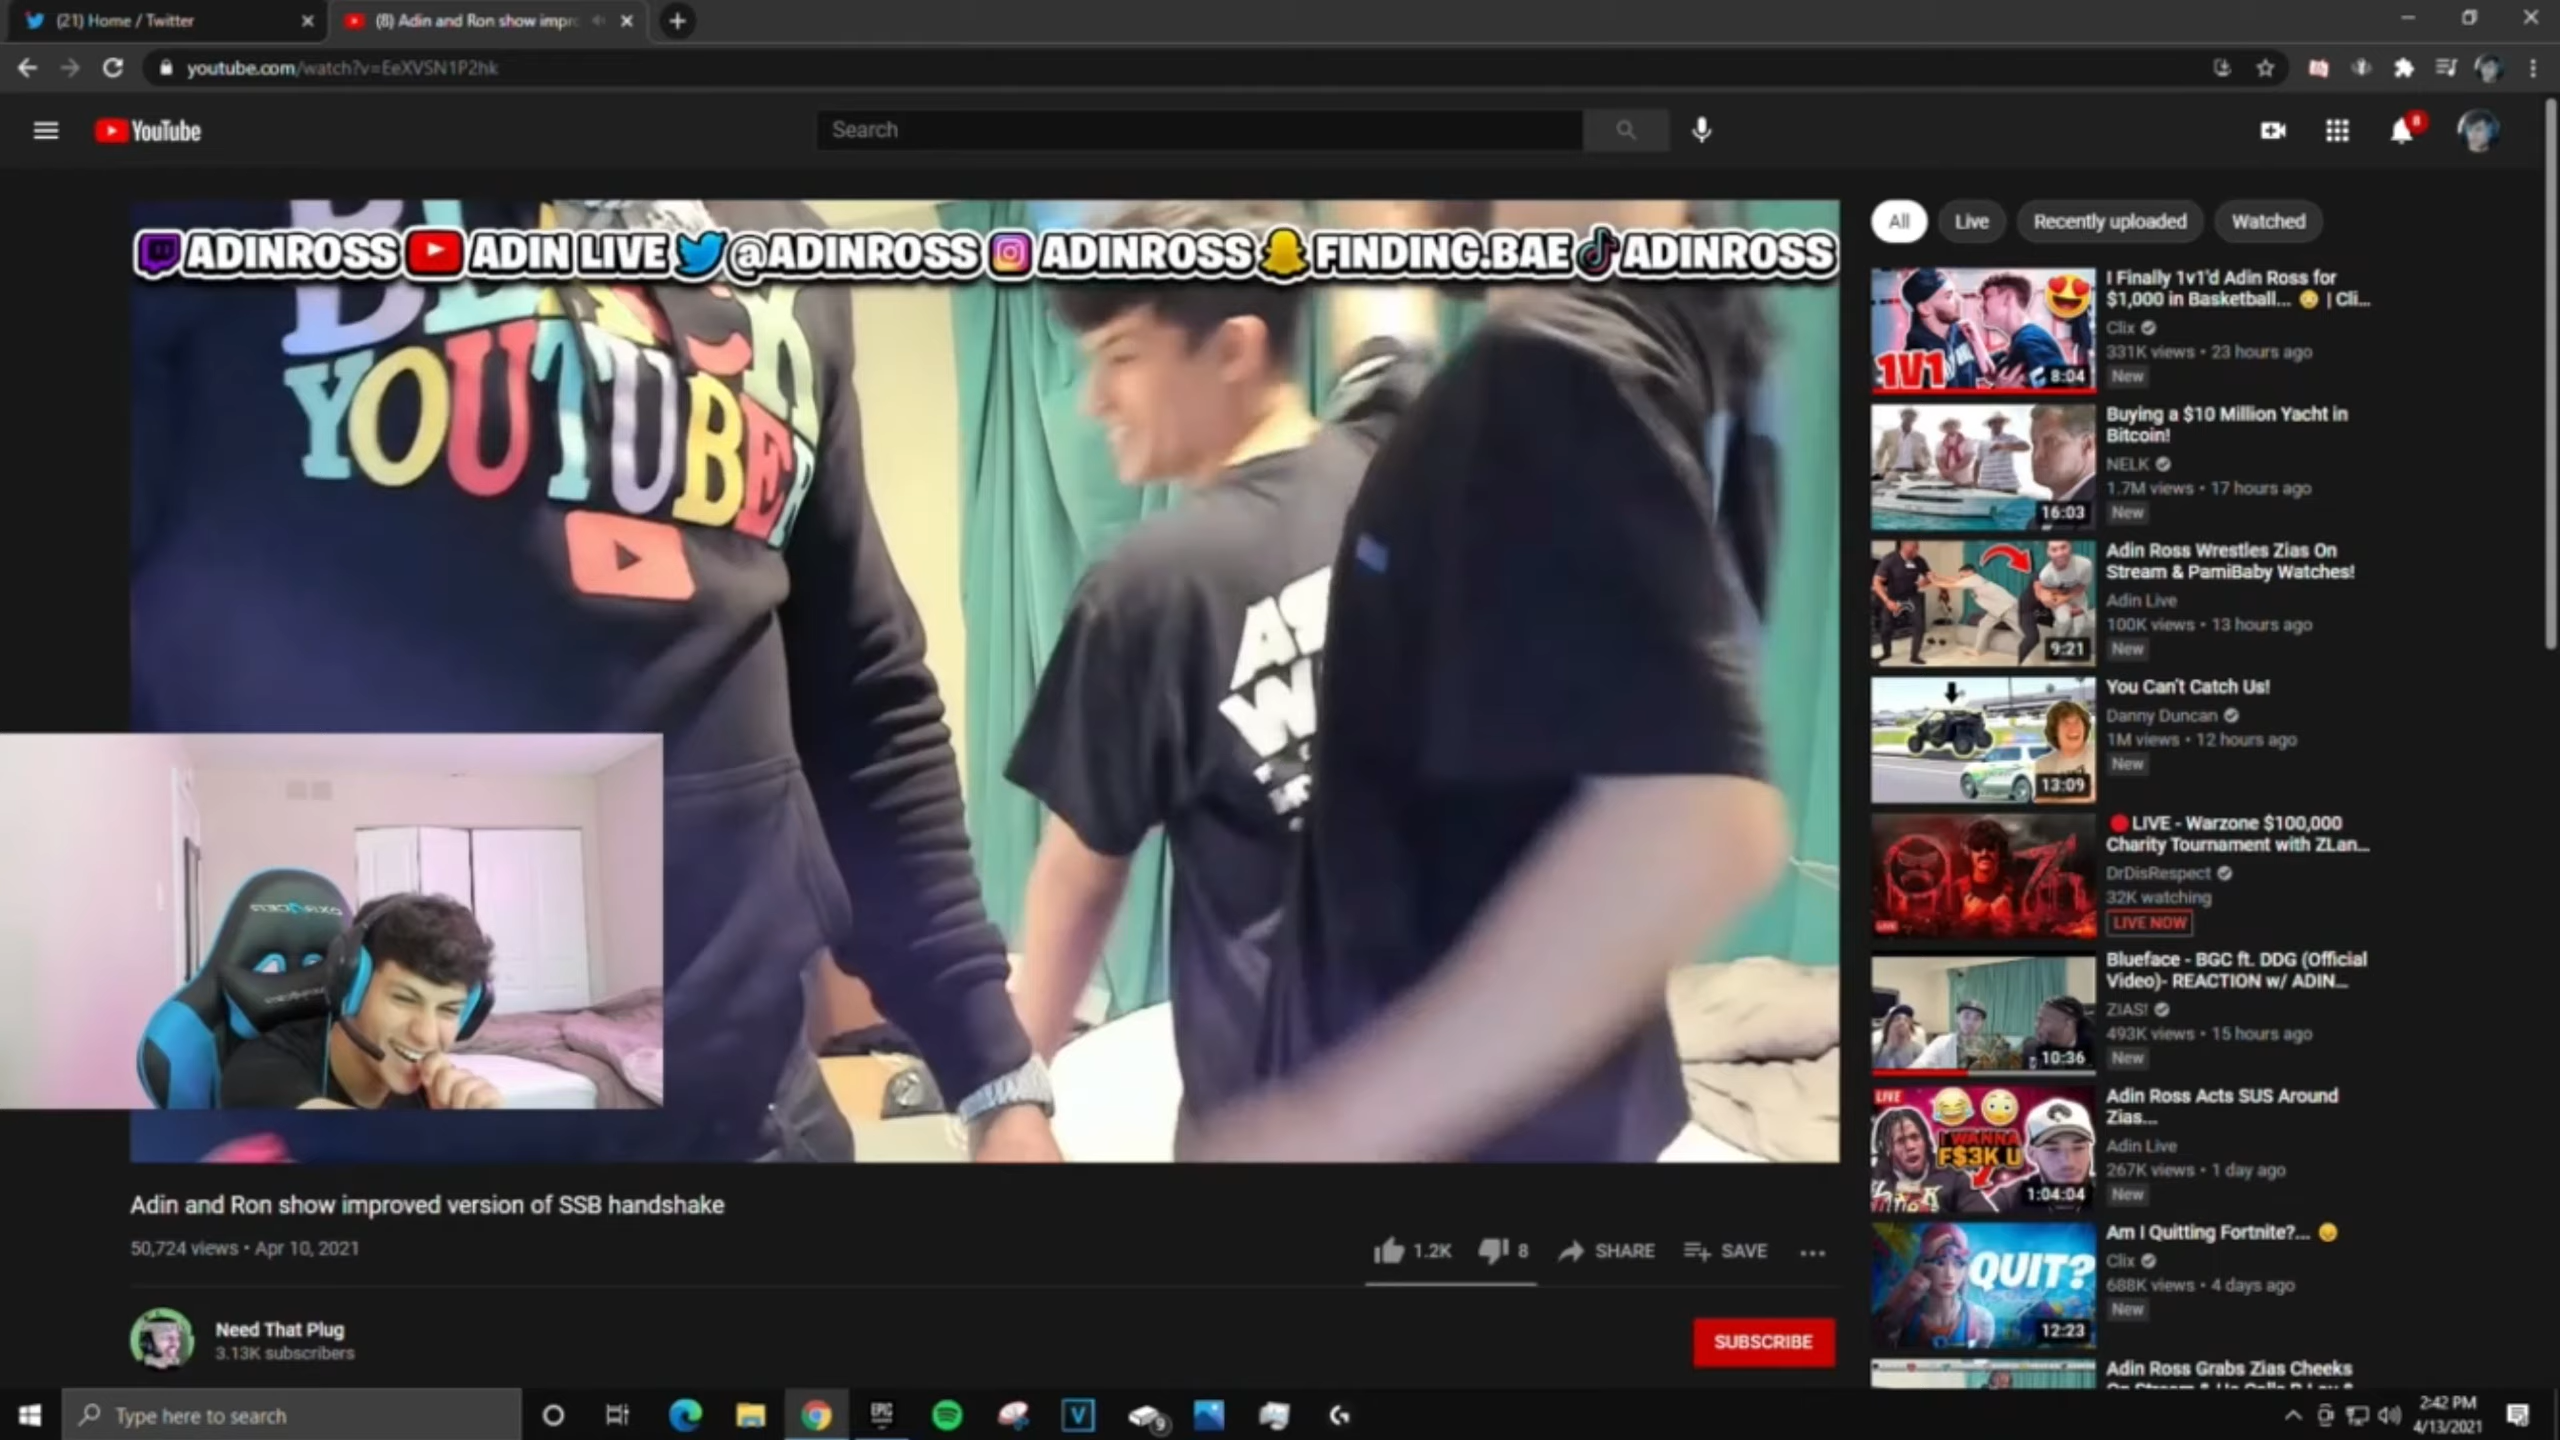 (21) Home / Twitter
(8) Adin and Ron show impr
youtube.com/watch?v=EeXVSN1P2hk
YouTube
Search
8
ADINROSS ADIN LIVE @ADINROSS ADINROSS FINDING.BAE ADINROSS
YOUTUBER
Adin and Ron show improved version of SSB handshake
50,724 views • Apr 10, 2021
1.2K 8 SHARE SAVE
Need That Plug
3.13K subscribers
SUBSCRIBE
All Live Recently uploaded Watched
1V1
8:04
I Finally 1v1'd Adin Ross for
$1,000 in Basketball... 😳 | Cli...
Clix
331K views • 23 hours ago
New
16:03
Buying a $10 Million Yacht in
Bitcoin!
NELK
1.7M views • 17 hours ago
New
9:21
Adin Ross Wrestles Zias On
Stream & PamiBaby Watches!
Adin Live
100K views • 13 hours ago
New
13:09
You Can't Catch Us!
Danny Duncan
1M views • 12 hours ago
New
LIVE
🔴LIVE - Warzone $100,000
Charity Tournament with ZLan...
DrDisRespect
32K watching
LIVE NOW
10:36
Blueface - BGC ft. DDG (Official
Video)- REACTION w/ ADIN...
ZIAS!
493K views • 15 hours ago
New
LIVE
I WANNA
F$3K U
1:04:04
Adin Ross Acts SUS Around
Zias...
Adin Live
267K views • 1 day ago
New
QUIT?
12:23
Am I Quitting Fortnite?... 😞
Clix
688K views • 4 days ago
New
Adin Ross Grabs Zias Cheeks
Type here to search
EPIC
V
9
2:42 PM
4/13/2021